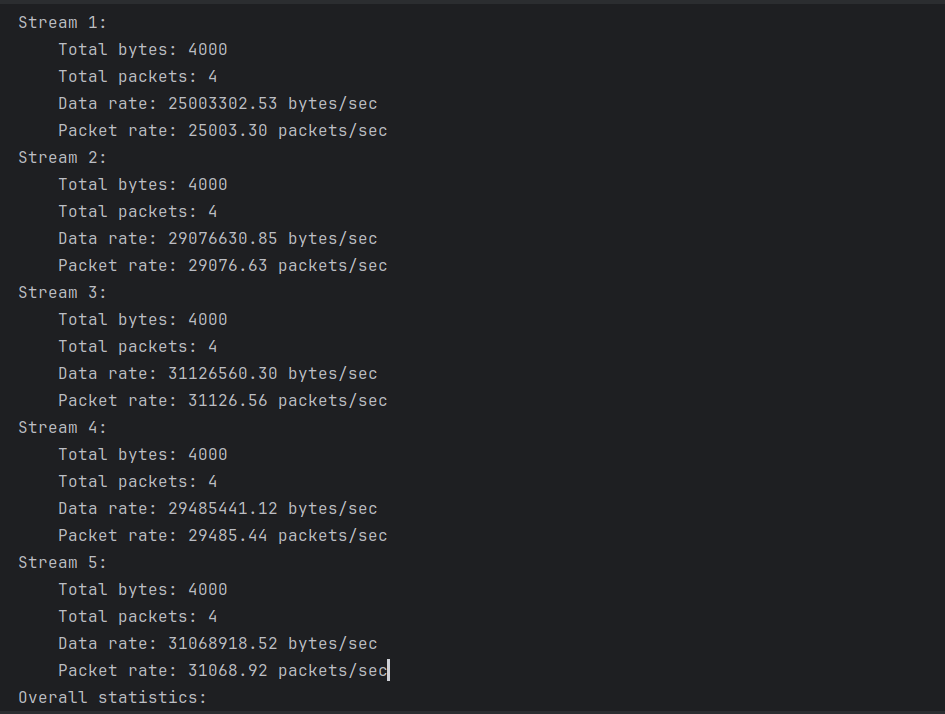 Stream 1:
    Total bytes: 4000
    Total packets: 4
    Data rate: 25003302.53 bytes/sec
    Packet rate: 25003.30 packets/sec
Stream 2:
    Total bytes: 4000
    Total packets: 4
    Data rate: 29076630.85 bytes/sec
    Packet rate: 29076.63 packets/sec
Stream 3:
    Total bytes: 4000
    Total packets: 4
    Data rate: 31126560.30 bytes/sec
    Packet rate: 31126.56 packets/sec
Stream 4:
    Total bytes: 4000
    Total packets: 4
    Data rate: 29485441.12 bytes/sec
    Packet rate: 29485.44 packets/sec
Stream 5:
    Total bytes: 4000
    Total packets: 4
    Data rate: 31068918.52 bytes/sec
    Packet rate: 31068.92 packets/sec
Overall statistics: